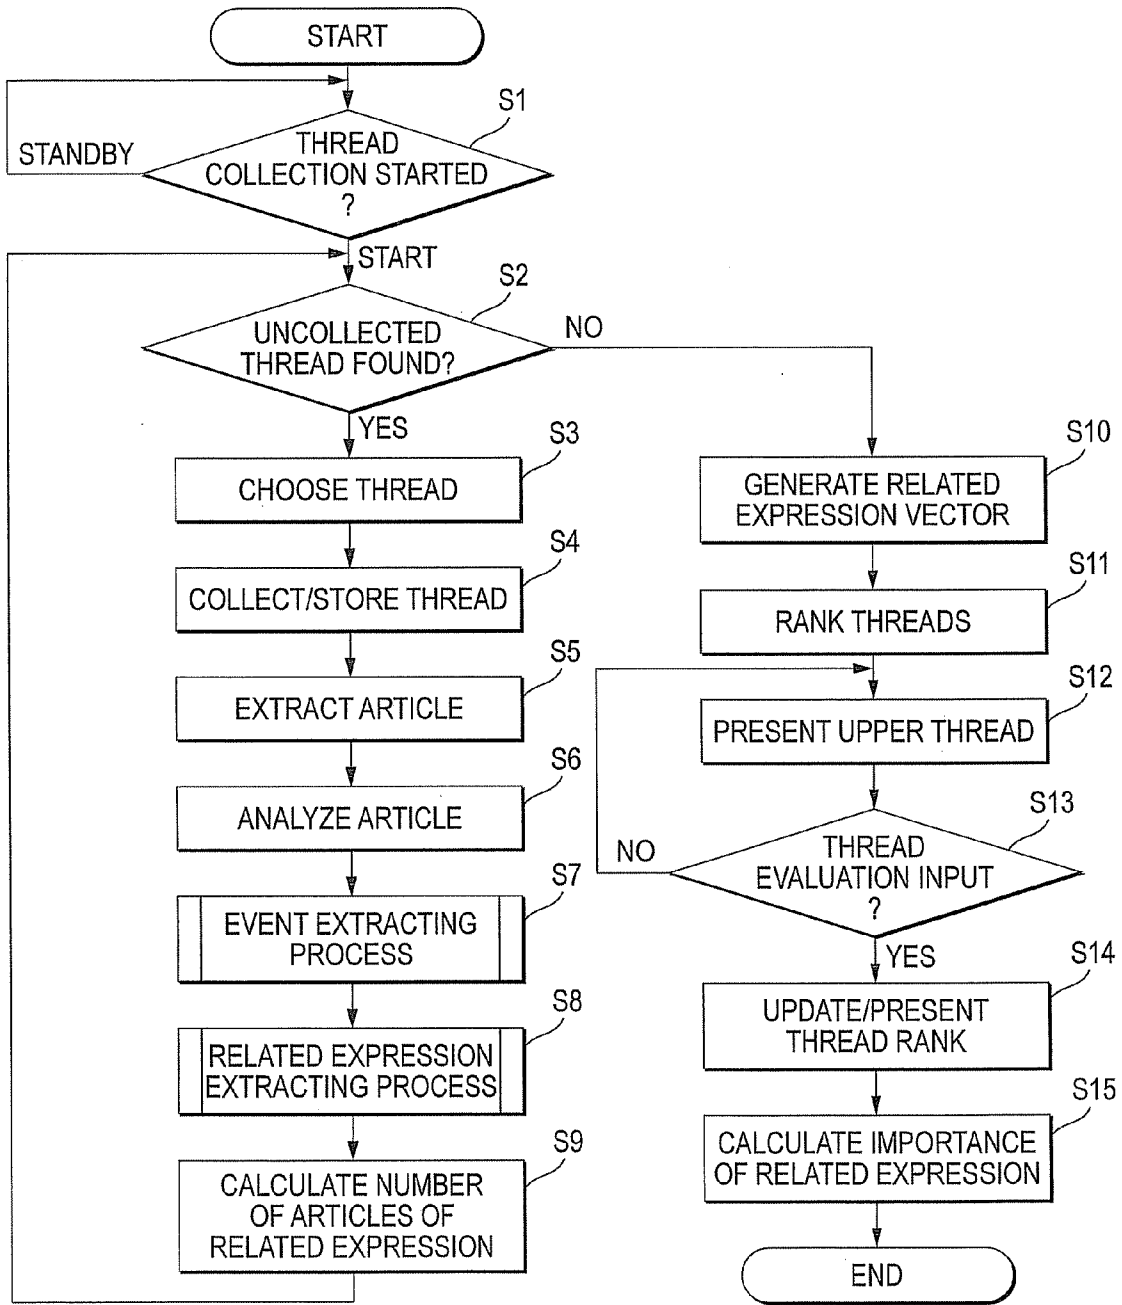 START
S1
THREAD
COLLECTION STARTED
?
STANDBY
START
S2
UNCOLLECTED
THREAD FOUND?
NO
YES
S3
CHOOSE THREAD
S4
COLLECT/STORE THREAD
S5
EXTRACT ARTICLE
S6
ANALYZE ARTICLE
S7
EVENT EXTRACTING
PROCESS
S8
RELATED EXPRESSION
EXTRACTING PROCESS
S9
CALCULATE NUMBER
OF ARTICLES OF
RELATED EXPRESSION
S10
GENERATE RELATED
EXPRESSION VECTOR
S11
RANK THREADS
S12
PRESENT UPPER THREAD
S13
THREAD
EVALUATION INPUT
?
NO
YES
S14
UPDATE/PRESENT
THREAD RANK
S15
CALCULATE IMPORTANCE
OF RELATED EXPRESSION
END